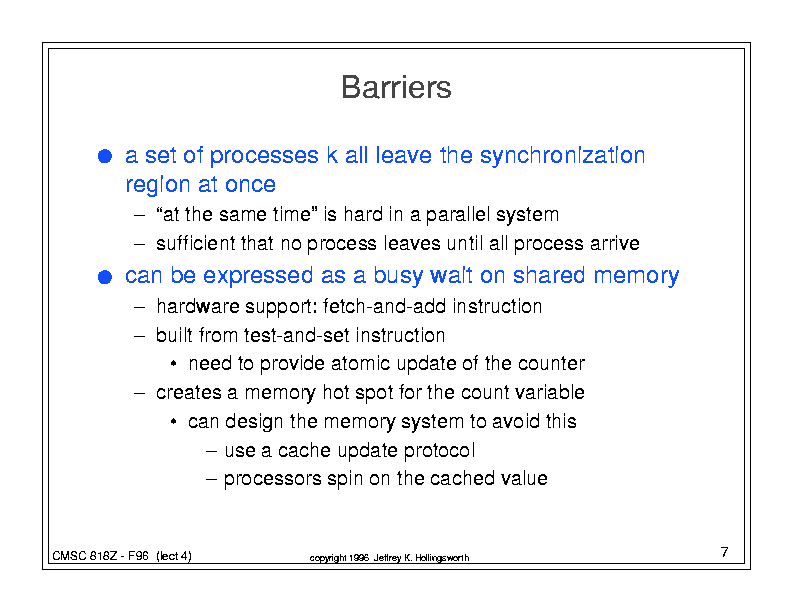 Barriers
● a set of processes k all leave the synchronization
region at once
– “at the same time” is hard in a parallel system
– sufficient that no process leaves until all process arrive
● can be expressed as a busy wait on shared memory
– hardware support: fetch-and-add instruction
– built from test-and-set instruction
• need to provide atomic update of the counter
– creates a memory hot spot for the count variable
• can design the memory system to avoid this
– use a cache update protocol
– processors spin on the cached value
CMSC 818Z - F96 (lect 4)
copyright 1996 Jeffrey K. Hollingsworth
7